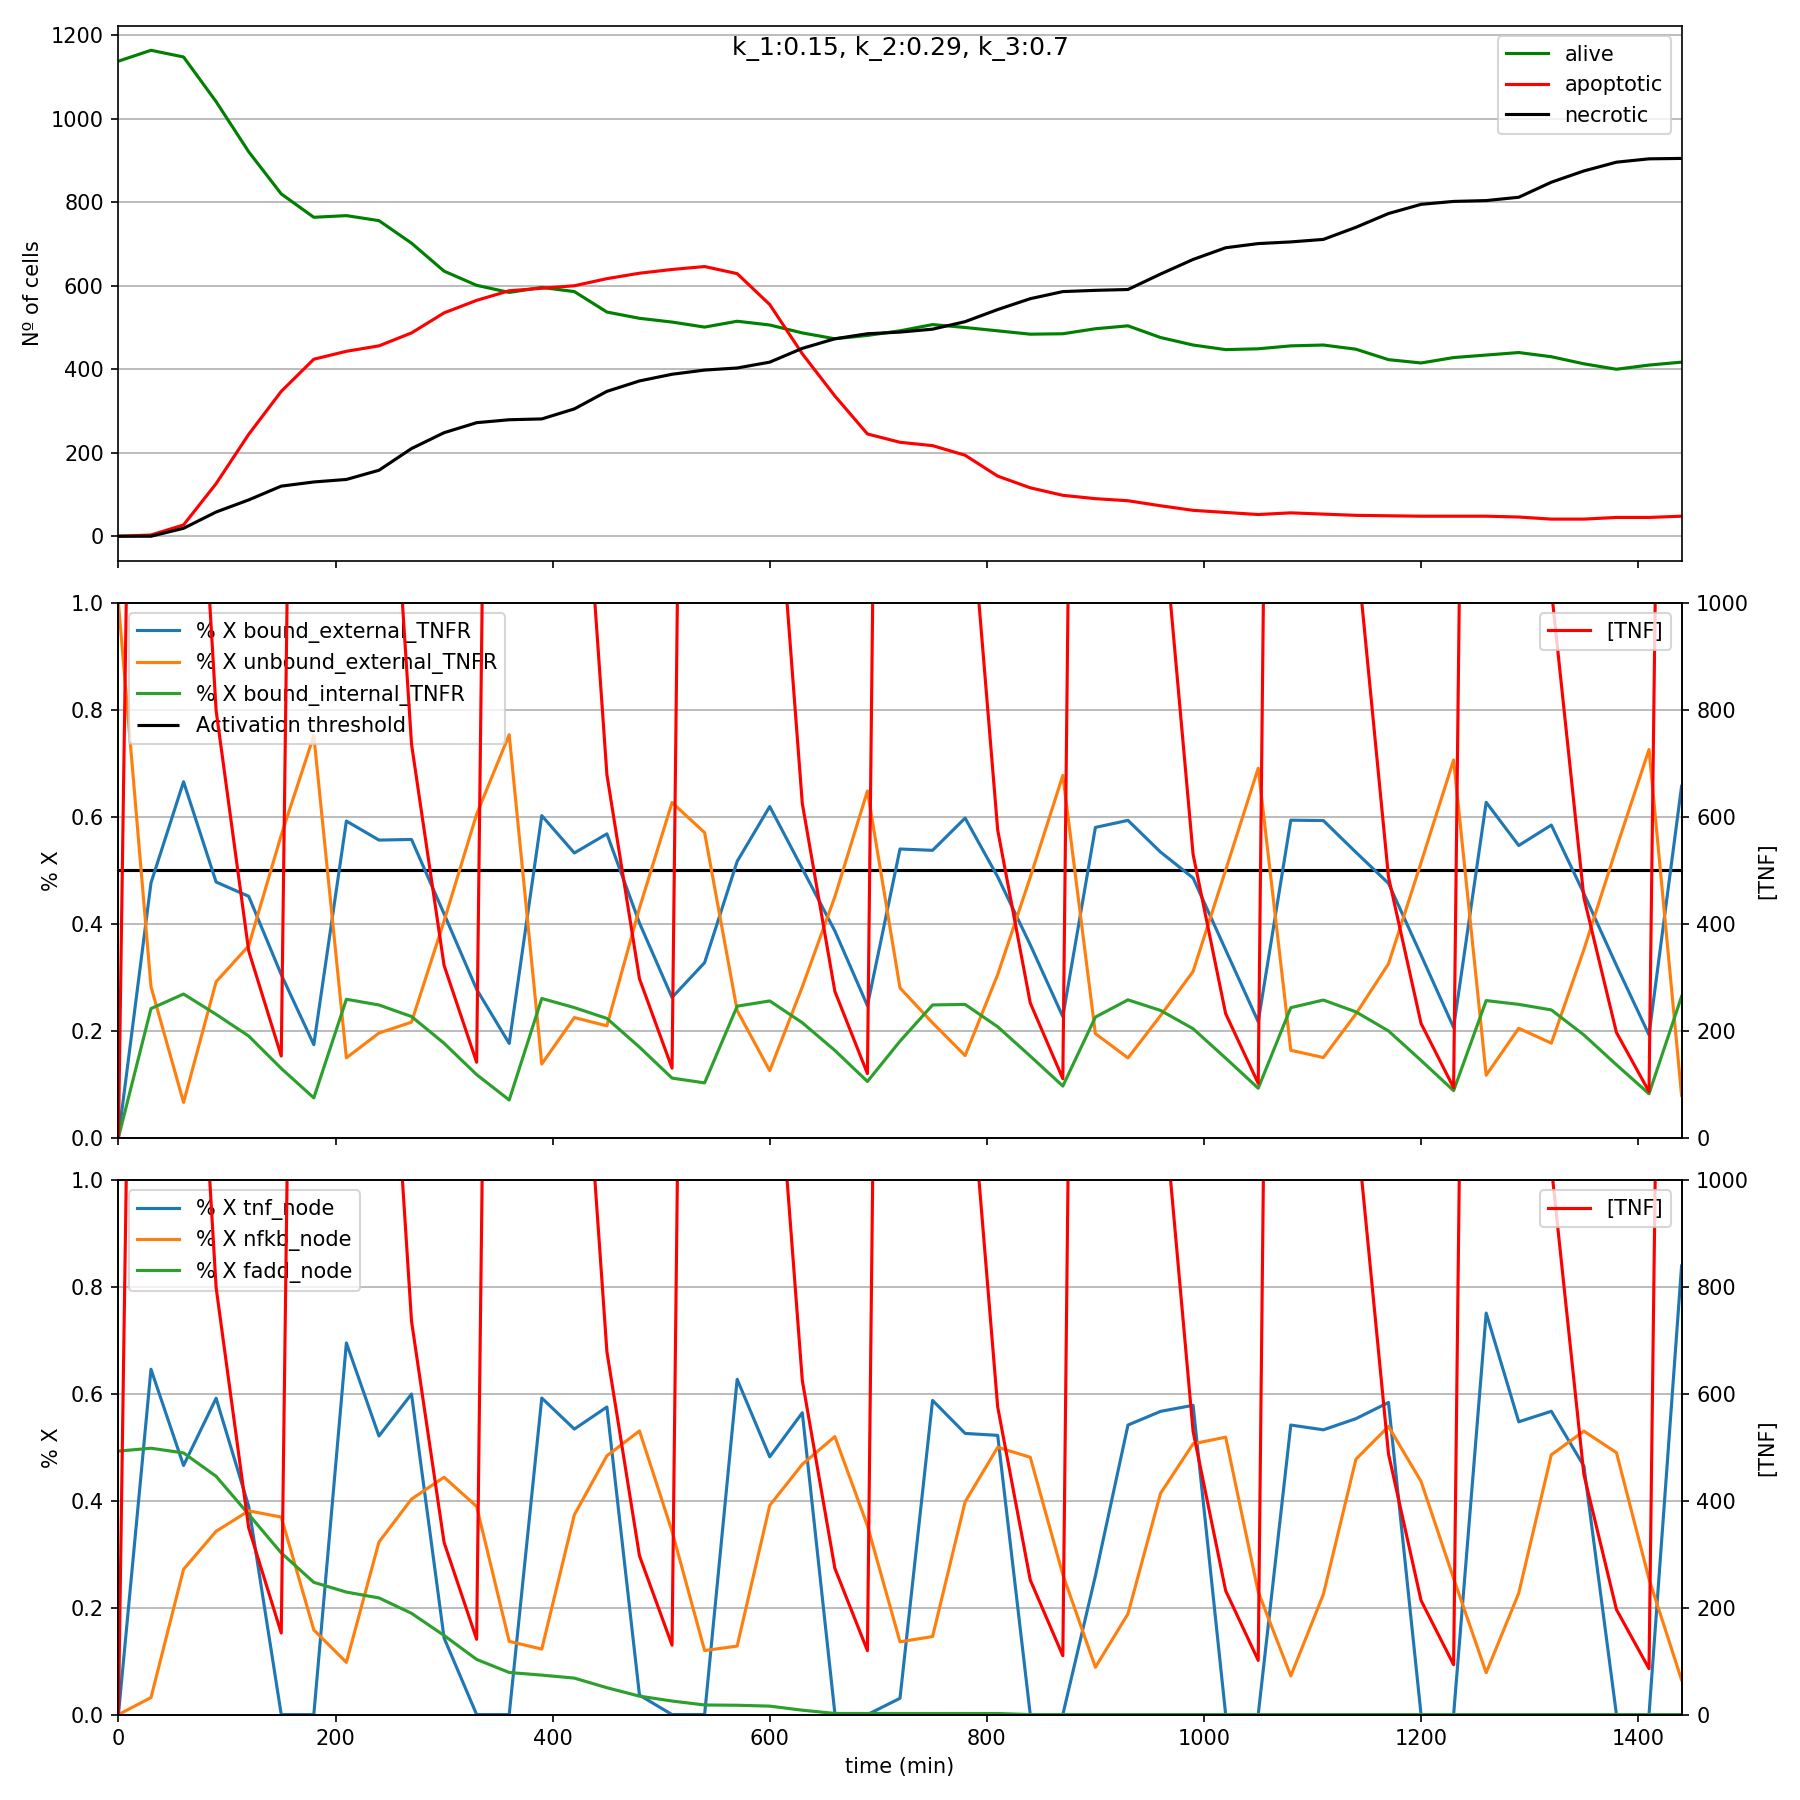 k_1:0.15, k_2:0.29, k_3:0.7
1200
1000
800
600
400
200
0
Nº of cells
alive
apoptotic
necrotic
1.0
0.8
0.6
0.4
0.2
0.0
% X
% X bound_external_TNFR
% X unbound_external_TNFR
% X bound_internal_TNFR
Activation threshold
[TNF]
1000
800
600
400
200
0
[TNF]
1.0
0.8
0.6
0.4
0.2
0.0
% X
% X tnf_node
% X nfkb_node
% X fadd_node
[TNF]
1000
800
600
400
200
0
[TNF]
0 200 400 600 800 1000 1200 1400
time (min)